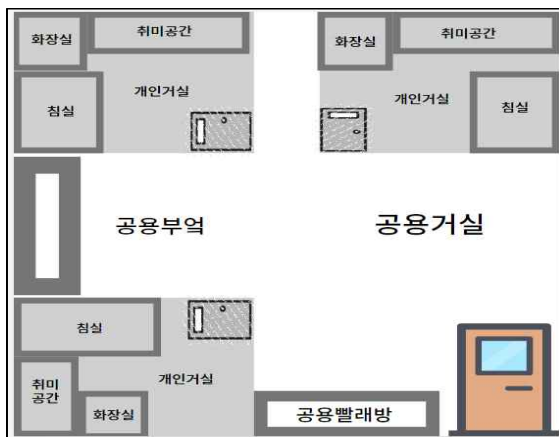 화장실
취미공간
침실
개인거실
화장실
취미공간
개인거실
침실
공용부엌
공용거실
침실
취미
공간
개인거실
화장실
공용빨래방